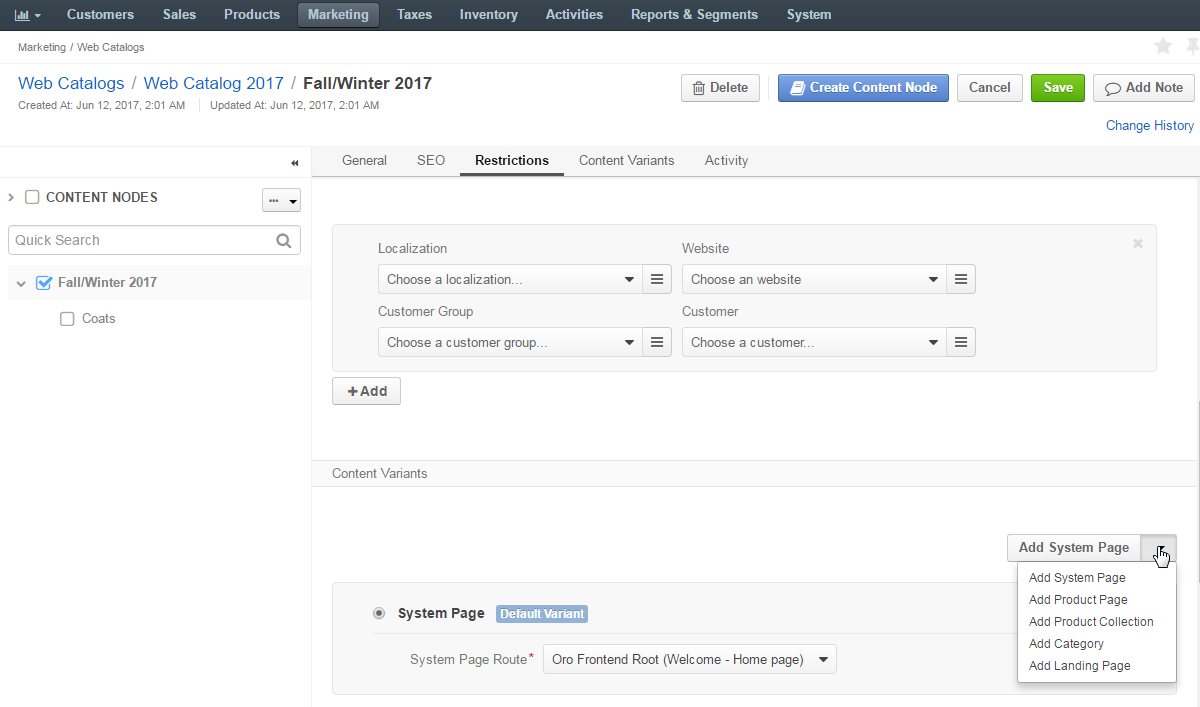 Customers Sales Products Marketing Taxes Inventory Activities Reports & Segments System
Marketing / Web Catalogs
Web Catalogs / Web Catalog 2017 / Fall/Winter 2017
Created At: Jun 12, 2017, 2:01 AM Updated At: Jun 12, 2017, 2:01 AM
Delete Create Content Node Cancel Save Add Note
Change History
General SEO Restrictions Content Variants Activity
CONTENT NODES
Quick Search
Fall/Winter 2017
Coats
Localization Website
Choose a localization... Choose an website
Customer Group Customer
Choose a customer group... Choose a customer...
+ Add
Content Variants
Add System Page
Add System Page
Add Product Page
Add Product Collection
Add Category
Add Landing Page
System Page Default Variant
System Page Route* Oro Frontend Root (Welcome - Home page)